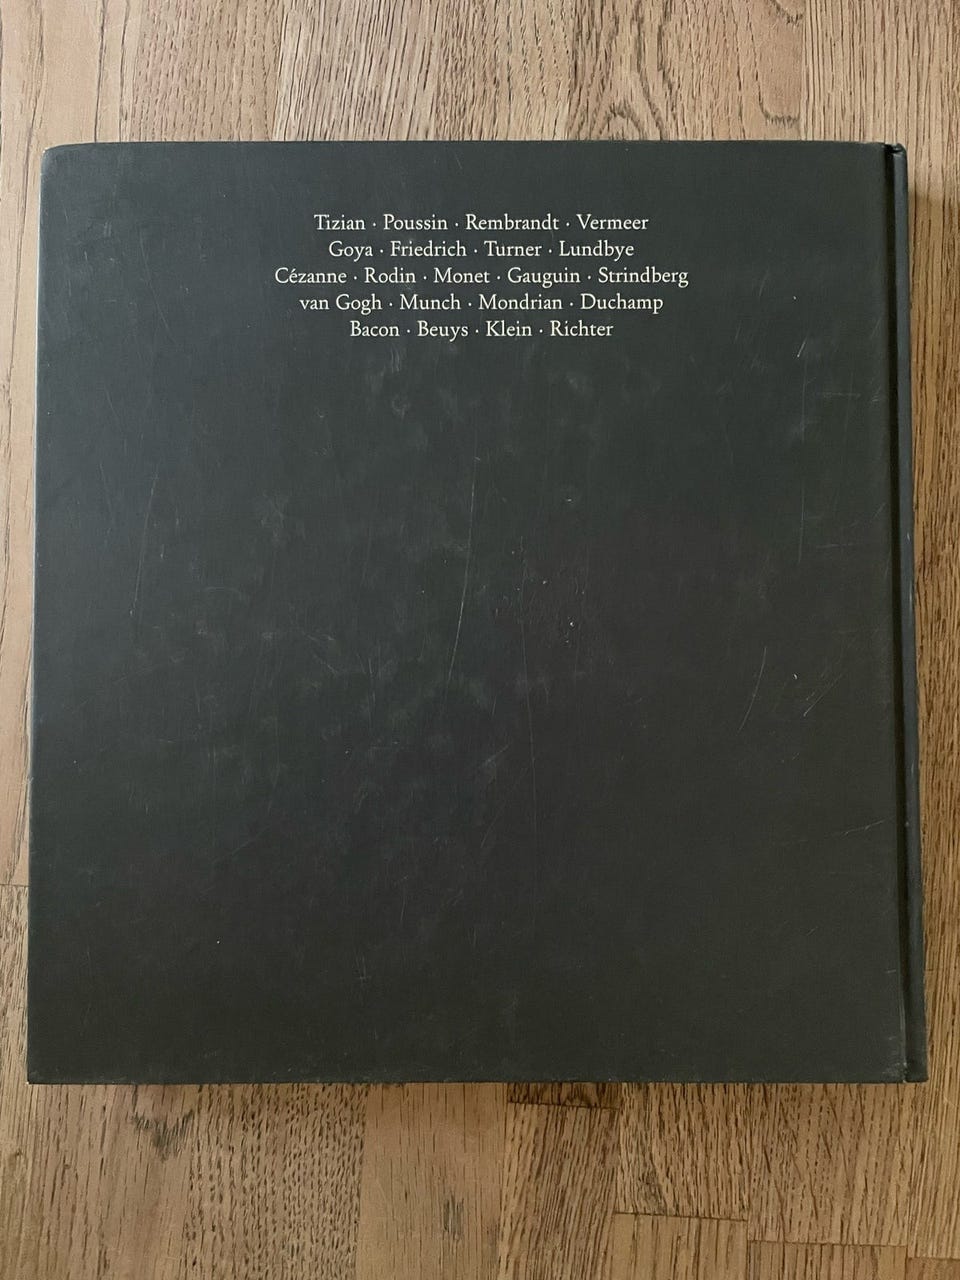 Tizian · Poussin · Rembrandt · Vermeer
Goya · Friedrich · Turner · Lundbye
Cézanne · Rodin · Monet · Gauguin · Strindberg
van Gogh · Munch · Mondrian · Duchamp
Bacon · Beuys · Klein · Richter